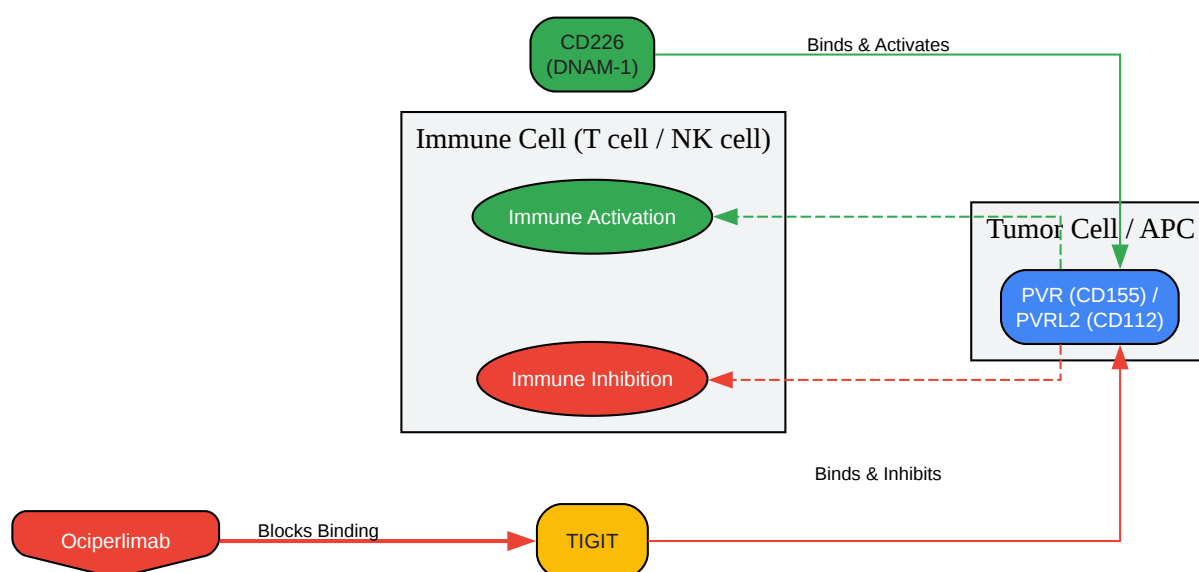 CD226
(DNAM-1)
Binds & Activates
Immune Cell (T cell / NK cell)
Immune Activation
Tumor Cell / APC
PVR (CD155) /
PVRL2 (CD112)
Immune Inhibition
Binds & Inhibits
Ociperlimab
Blocks Binding
TIGIT